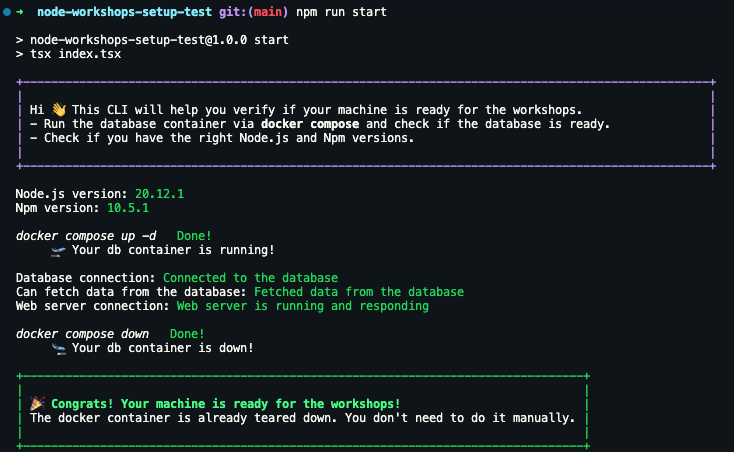 ➜ node-workshops-setup-test git:(main) npm run start
> node-workshops-setup-test@1.0.0 start
> tsx index.tsx
Hi 👋 This CLI will help you verify if your machine is ready for the workshops.
- Run the database container via docker compose and check if the database is ready.
- Check if you have the right Node.js and Npm versions.
Node.js version: 20.12.1
Npm version: 10.5.1
docker compose up -d Done!
🛫 Your db container is running!
Database connection: Connected to the database
Can fetch data from the database: Fetched data from the database
Web server connection: Web server is running and responding
docker compose down Done!
🛬 Your db container is down!
🎉 Congrats! Your machine is ready for the workshops!
The docker container is already teared down. You don't need to do it manually.